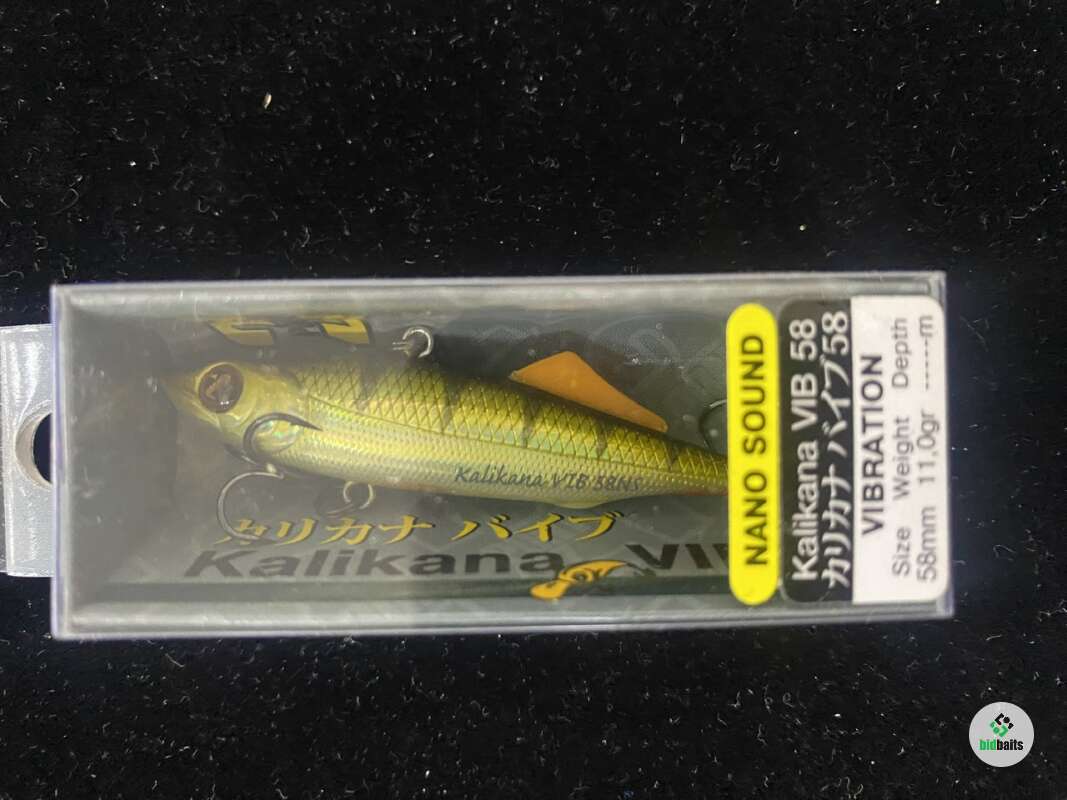 Kalikana VIB 58NS
カリカナ バイブ
Kalikana VIB
NANO SOUND
Kalikana VIB 58
カリカナ バイブ58
VIBRATION
Size Weight Depth
58mm 11,0gr -----m
bidbaits